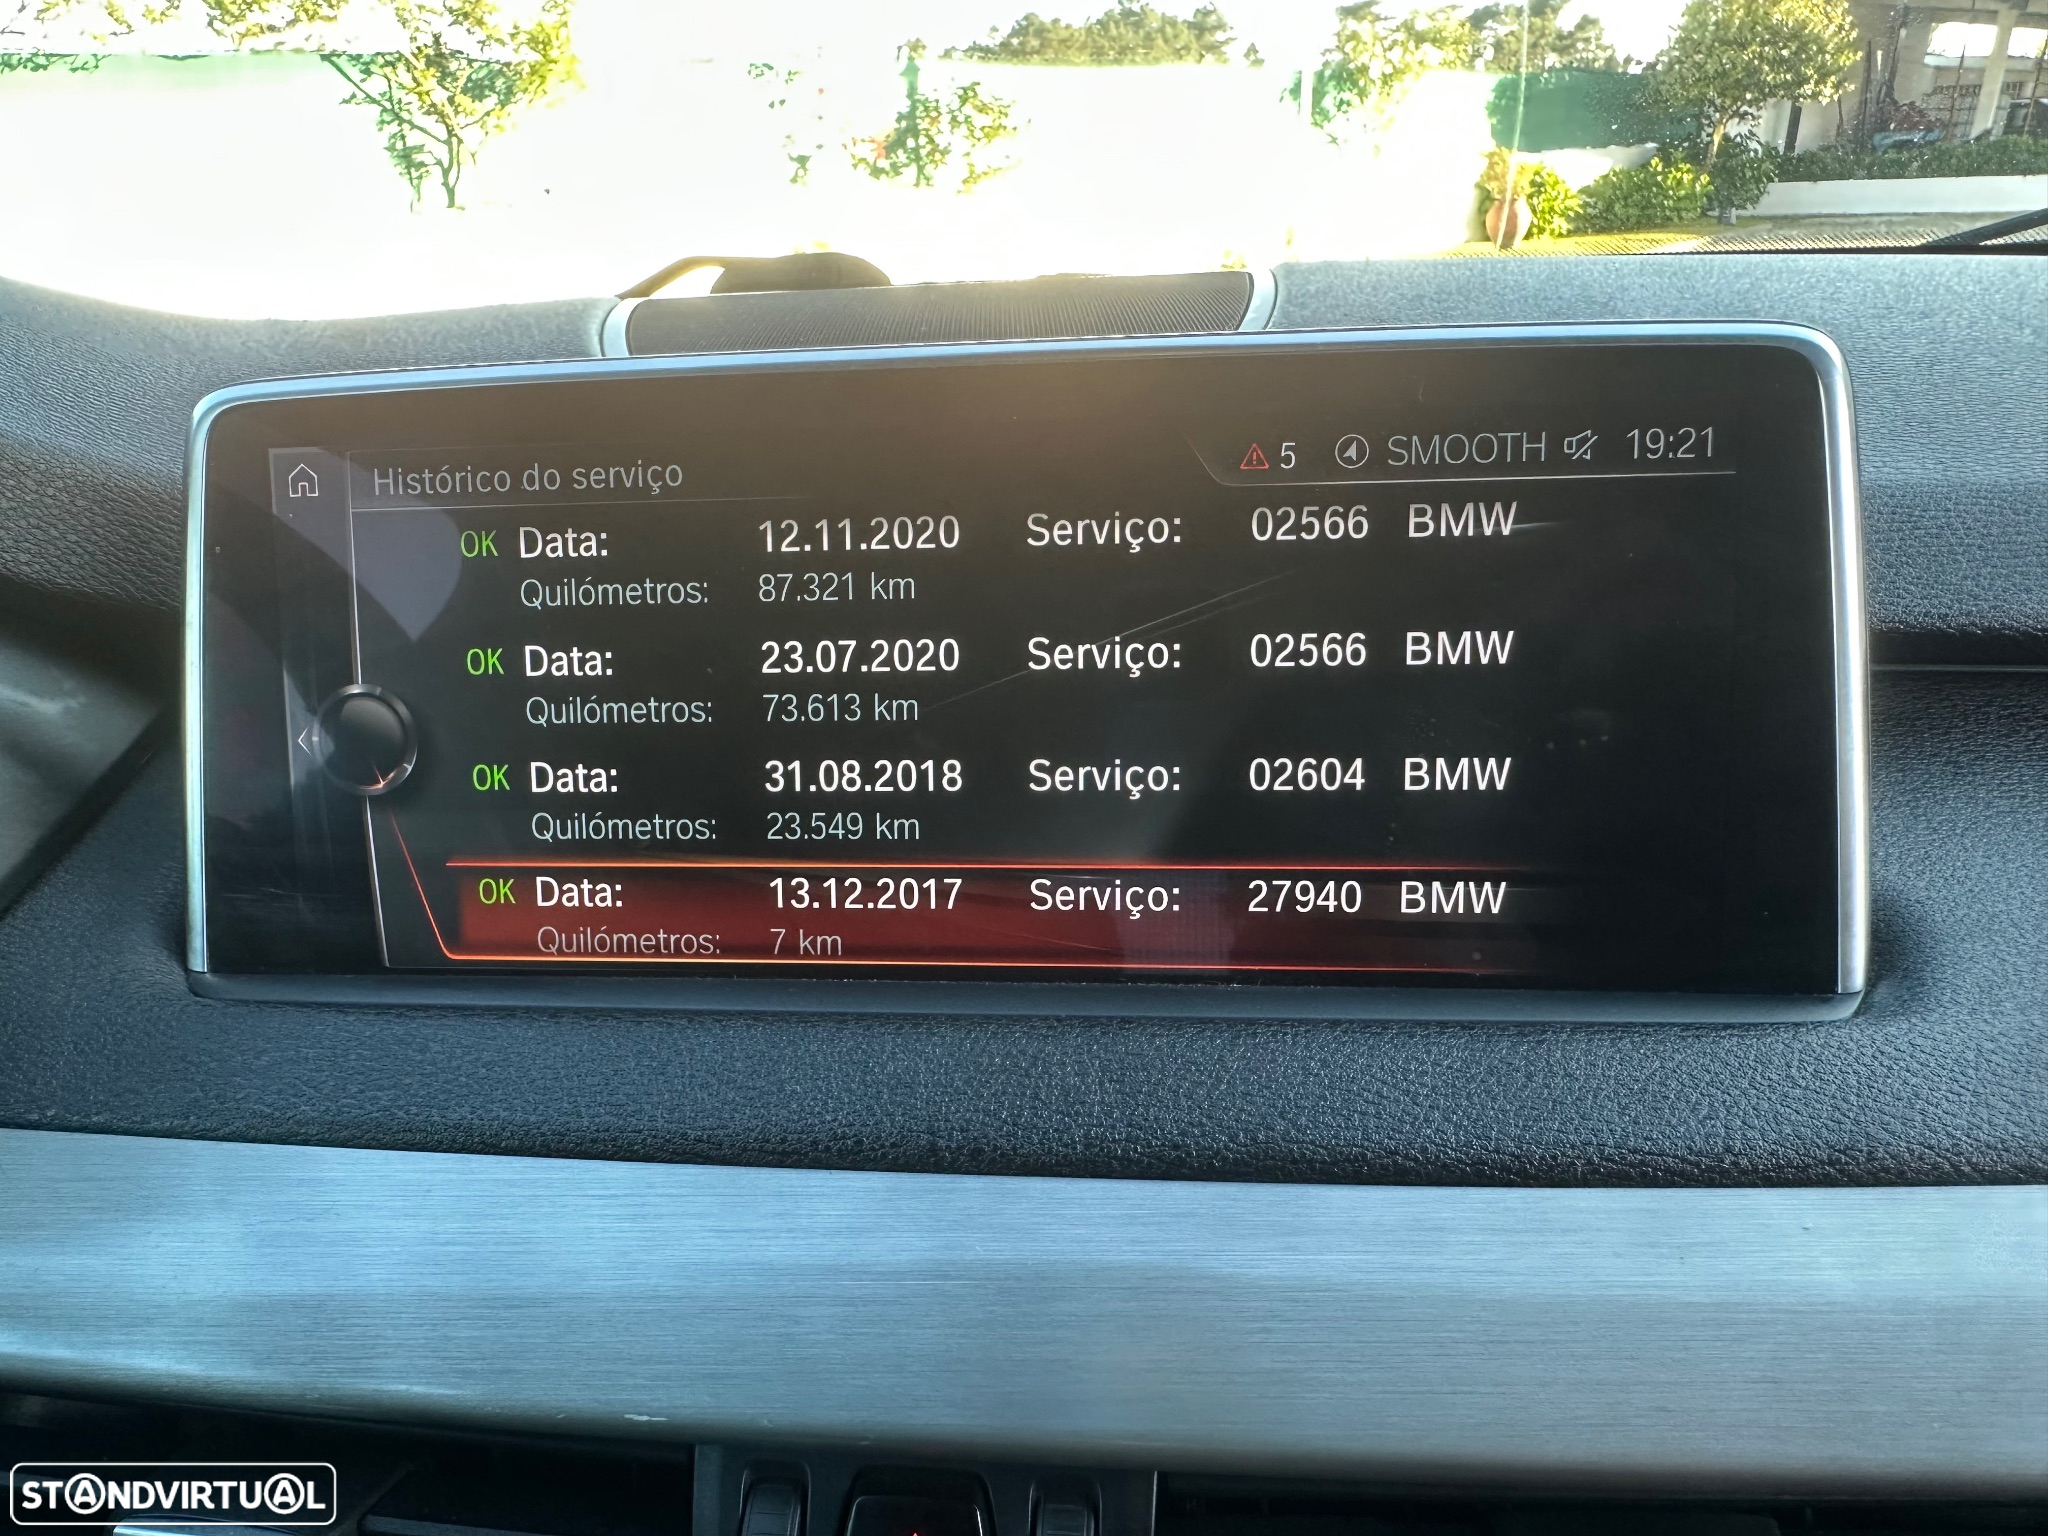 Histórico do serviço
5 SMOOTH 19:21
OK Data: 12.11.2020 Serviço: 02566 BMW
Quilómetros: 87.321 km
OK Data: 23.07.2020 Serviço: 02566 BMW
Quilómetros: 73.613 km
OK Data: 31.08.2018 Serviço: 02604 BMW
Quilómetros: 23.549 km
OK Data: 13.12.2017 Serviço: 27940 BMW
Quilómetros: 7 km
STANDVIRTUAL